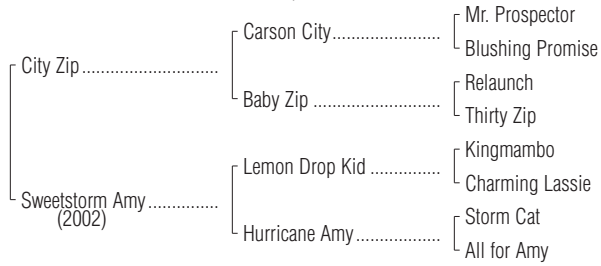 Mr. Prospector
Carson City
Blushing Promise
City Zip
Relaunch
Baby Zip
Thirty Zip
Kingmambo
Lemon Drop Kid
Charming Lassie
Sweetstorm Amy
(2002)
Storm Cat
Hurricane Amy
All for Amy